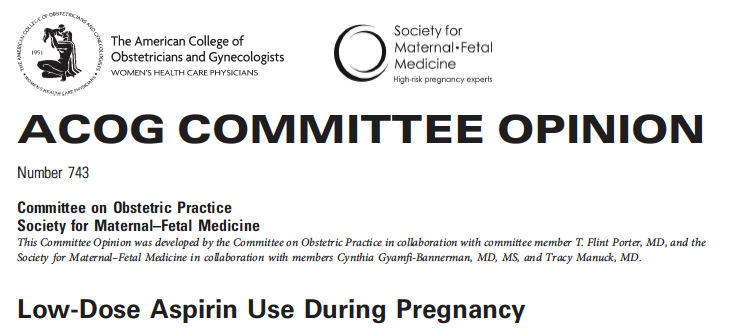 THE AMERICAN COLLEGE OF OBSTETRICIANS AND GYNECOLOGISTS
1951
WOMEN'S HEALTH CARE PHYSICIANS
The American College of
Obstetricians and Gynecologists
WOMEN'S HEALTH CARE PHYSICIANS
Society for
Maternal•Fetal
Medicine
High-risk pregnancy experts
ACOG COMMITTEE OPINION
Number 743
Committee on Obstetric Practice
Society for Maternal–Fetal Medicine
This Committee Opinion was developed by the Committee on Obstetric Practice in collaboration with committee member T. Flint Porter, MD, and the
Society for Maternal–Fetal Medicine in collaboration with members Cynthia Gyamfi-Bannerman, MD, MS, and Tracy Manuck, MD.
Low-Dose Aspirin Use During Pregnancy